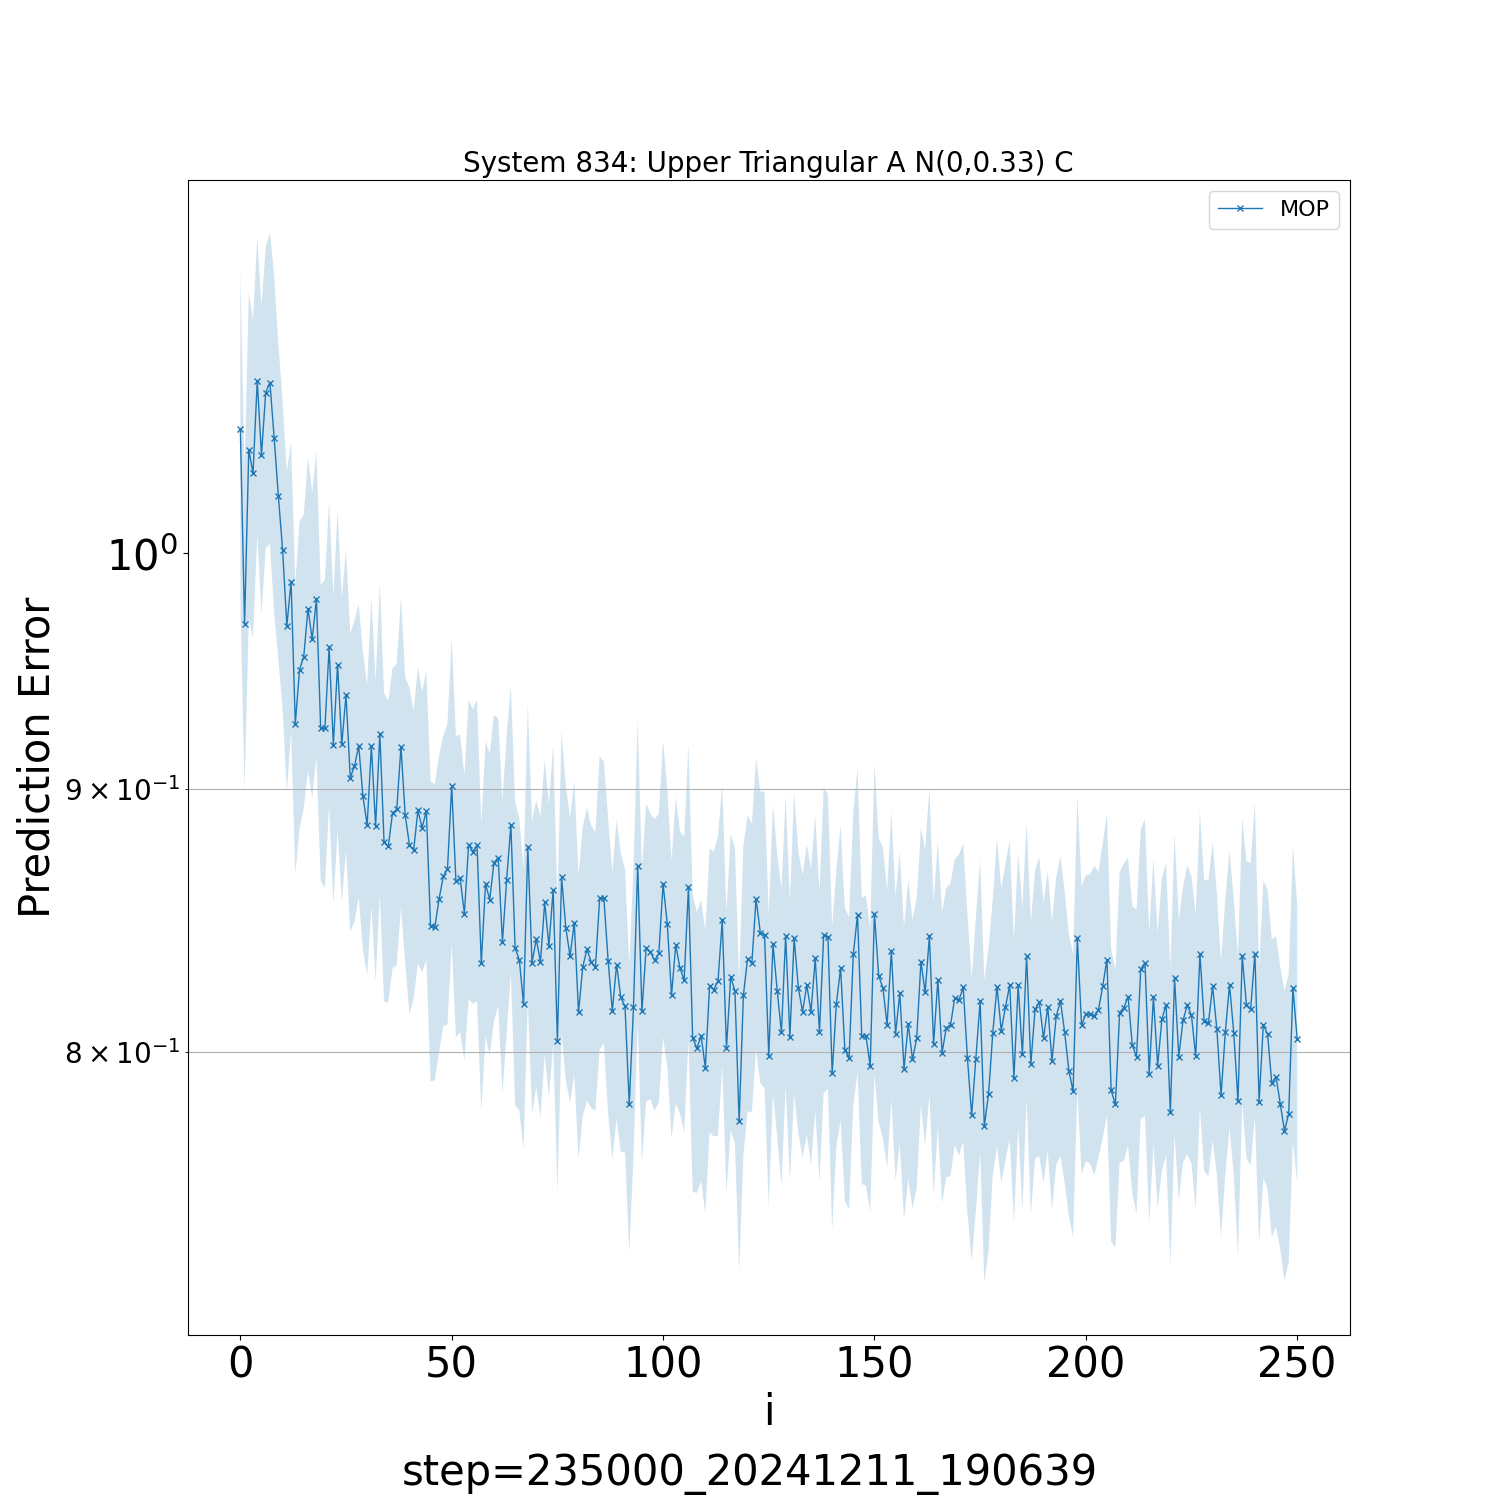 System 834: Upper Triangular A N(0,0.33) C
MOP
Prediction Error
10⁰
9 × 10⁻¹
8 × 10⁻¹
0 50 100 150 200 250
i
step=235000_20241211_190639